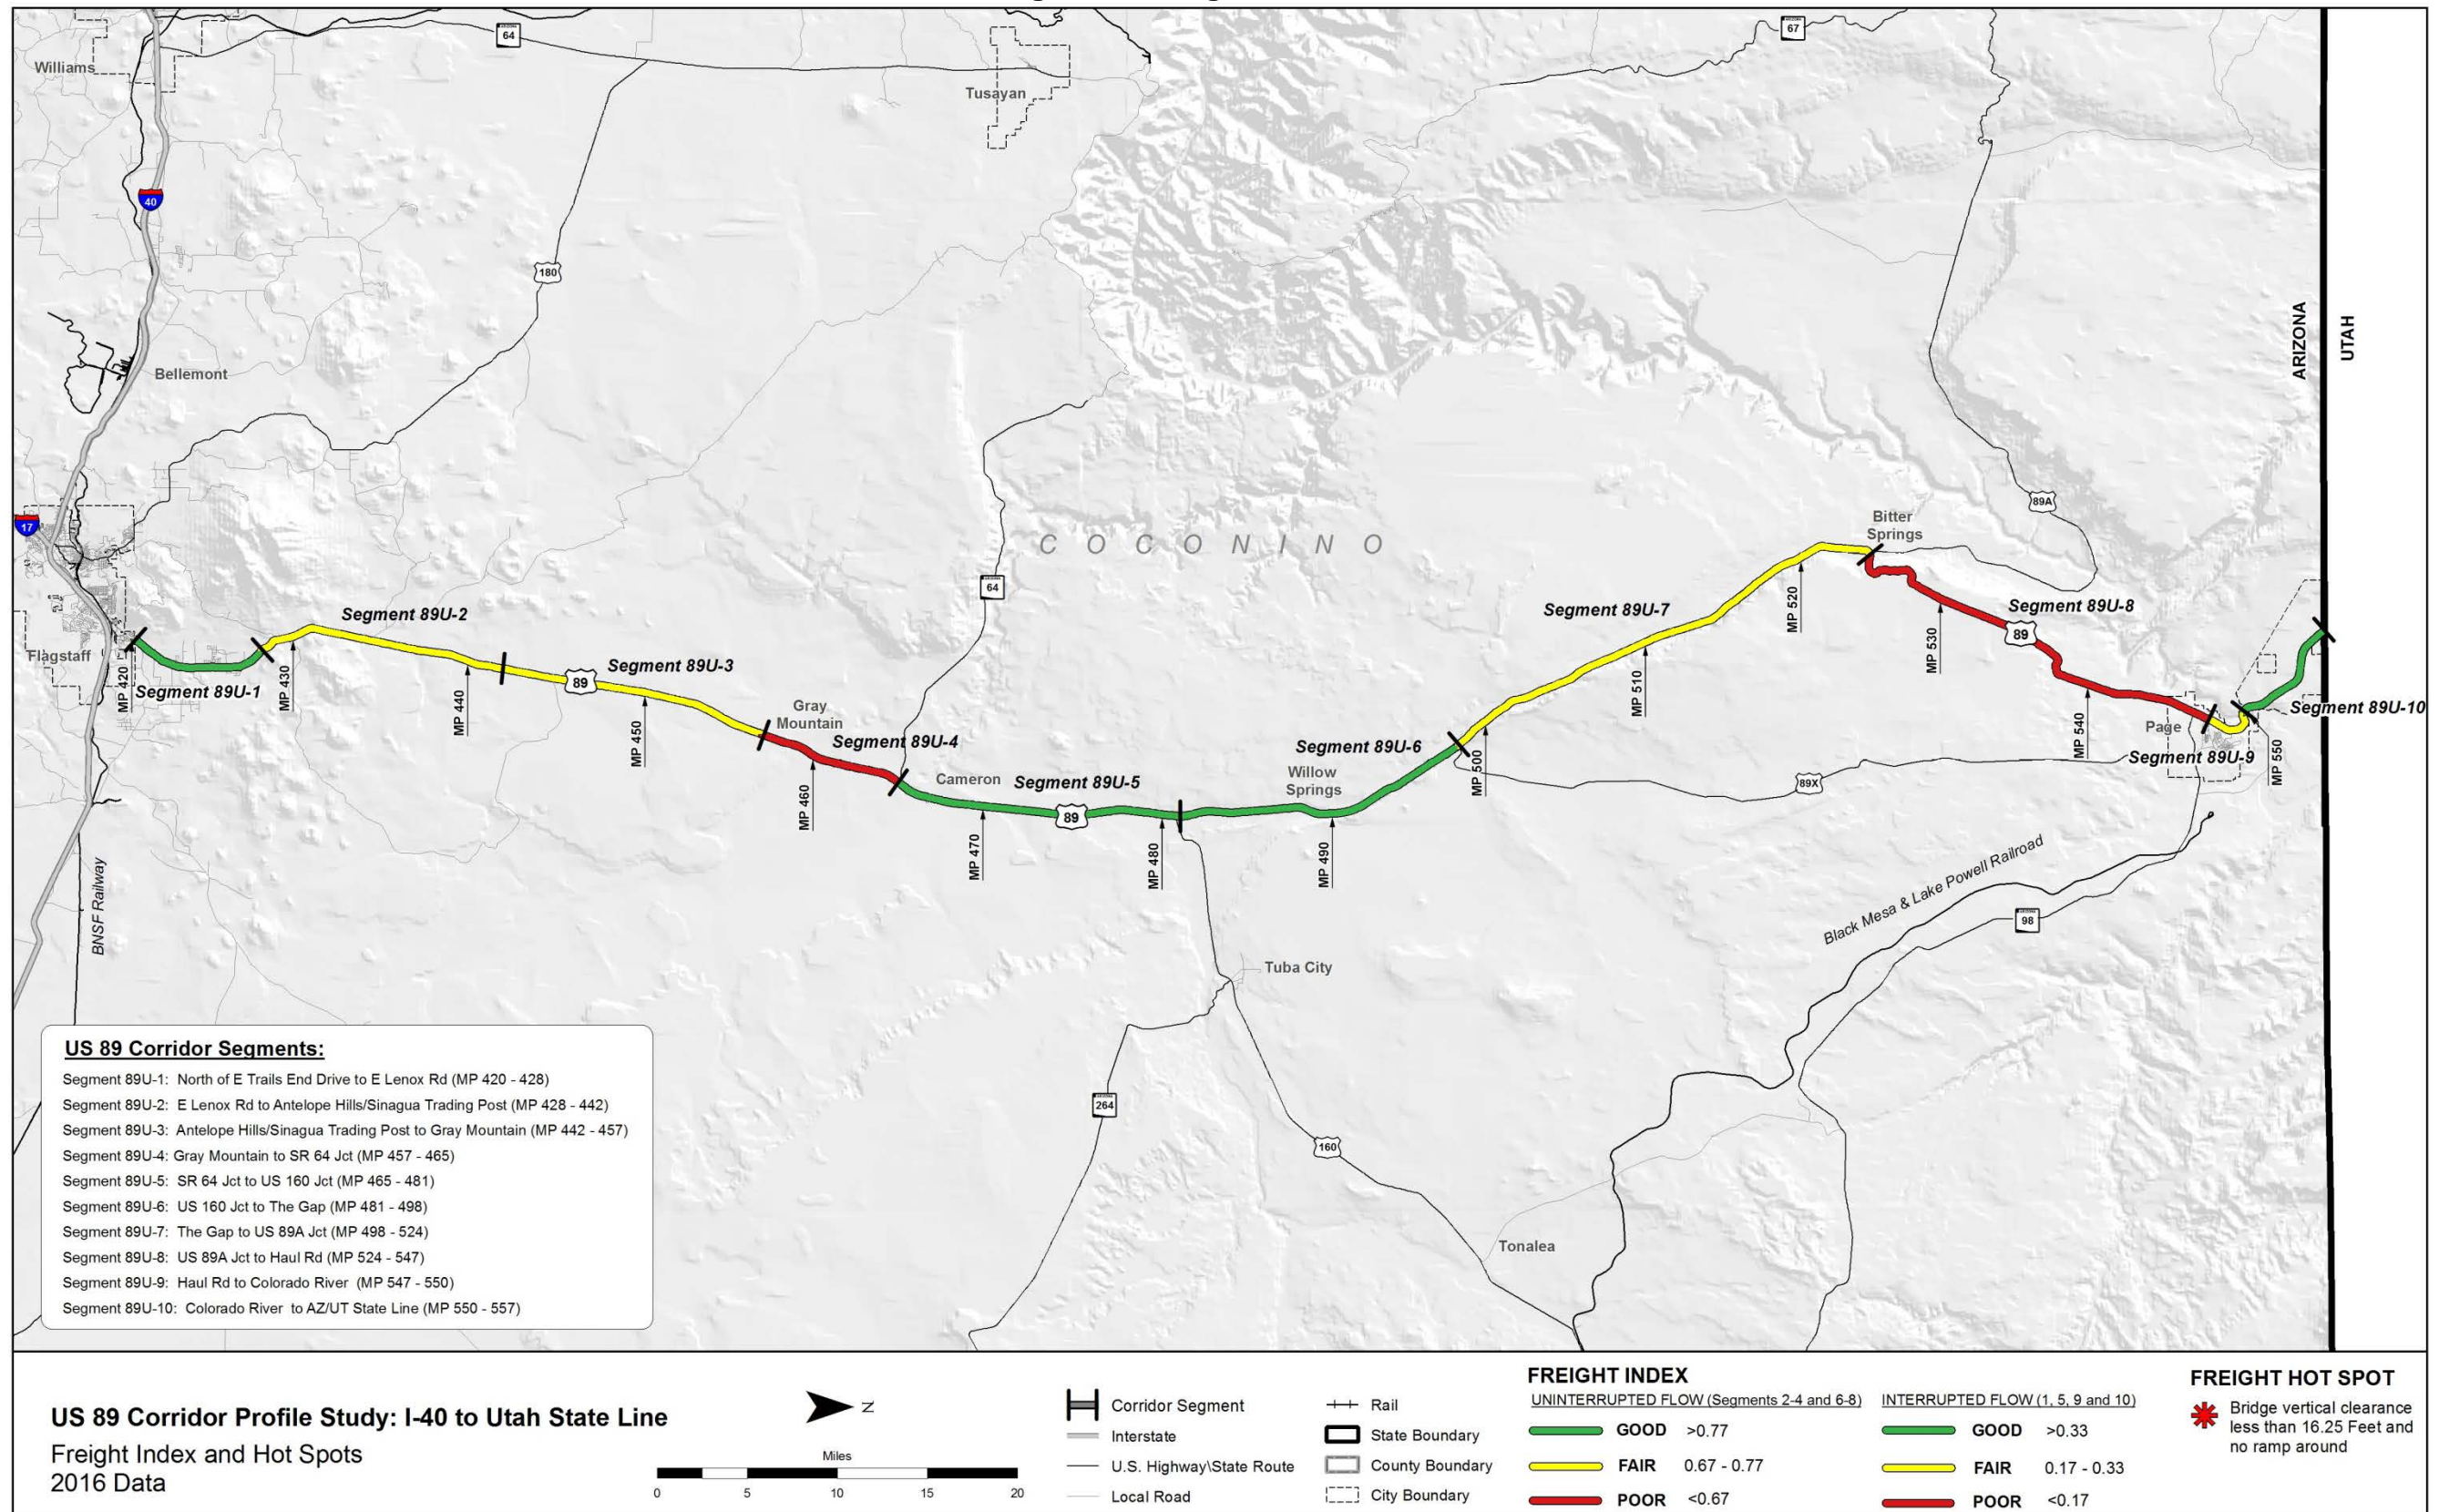 64
67
Williams
Tusayan
40
180
ARIZONA
UTAH
Bellemont
89A
17
Bitter
Springs
COCONINO
64
Segment 89U-2
Segment 89U-7
MP 520
Segment 89U-8
MP 530
89
Flagstaff
MP 420
Segment 89U-1
MP 430
MP 440
Segment 89U-3
89
MP 450
Gray
Mountain
Segment 89U-4
MP 460
Cameron
Segment 89U-5
89
MP 470
MP 480
Segment 89U-6
Willow
Springs
MP 490
MP 500
MP 510
89X
MP 540
Page
Segment 89U-9
Segment 89U-10
MP 550
BNSF Railway
Black Mesa & Lake Powell Railroad
98
Tuba City
264
160
Tonalea
US 89 Corridor Segments:
Segment 89U-1: North of E Trails End Drive to E Lenox Rd (MP 420 - 428)
Segment 89U-2: E Lenox Rd to Antelope Hills/Sinagua Trading Post (MP 428 - 442)
Segment 89U-3: Antelope Hills/Sinagua Trading Post to Gray Mountain (MP 442 - 457)
Segment 89U-4: Gray Mountain to SR 64 Jct (MP 457 - 465)
Segment 89U-5: SR 64 Jct to US 160 Jct (MP 465 - 481)
Segment 89U-6: US 160 Jct to The Gap (MP 481 - 498)
Segment 89U-7: The Gap to US 89A Jct (MP 498 - 524)
Segment 89U-8: US 89A Jct to Haul Rd (MP 524 - 547)
Segment 89U-9: Haul Rd to Colorado River (MP 547 - 550)
Segment 89U-10: Colorado River to AZ/UT State Line (MP 550 - 557)
US 89 Corridor Profile Study: I-40 to Utah State Line
Freight Index and Hot Spots
2016 Data
N
Miles
0 5 10 15 20
Corridor Segment
Interstate
U.S. Highway\State Route
Local Road
Rail
State Boundary
County Boundary
City Boundary
FREIGHT INDEX
UNINTERRUPTED FLOW (Segments 2-4 and 6-8)
GOOD >0.77
FAIR 0.67 - 0.77
POOR <0.67
INTERRUPTED FLOW (1, 5, 9 and 10)
GOOD >0.33
FAIR 0.17 - 0.33
POOR <0.17
FREIGHT HOT SPOT
Bridge vertical clearance
less than 16.25 Feet and
no ramp around